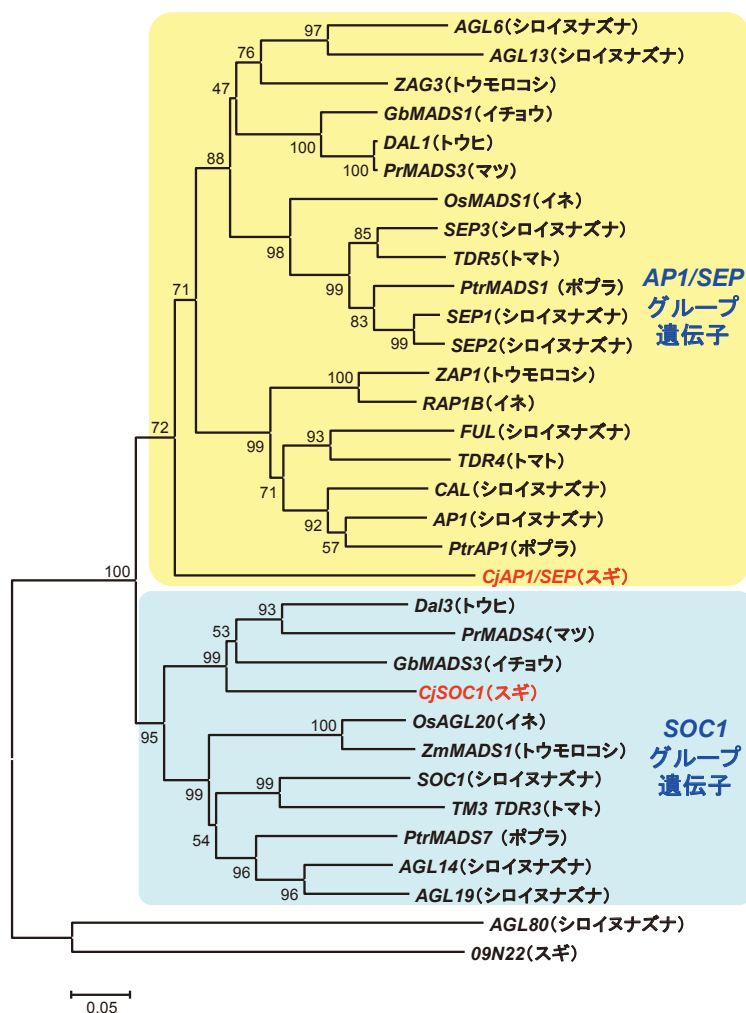 AGL6(シロイヌナズナ)
97
AGL13(シロイヌナズナ)
76
ZAG3(トウモロコシ)
47
GbMADS1(イチョウ)
100
DAL1(トウヒ)
100
PrMADS3(マツ)
88
OsMADS1(イネ)
98
SEP3(シロイヌナズナ)
85
TDR5(トマト)
99
PtrMADS1 (ポプラ)
83
SEP1(シロイヌナズナ)
99
SEP2(シロイヌナズナ)
AP1/SEP
グループ
遺伝子
71
ZAP1(トウモロコシ)
100
RAP1B(イネ)
99
FUL(シロイヌナズナ)
93
TDR4(トマト)
71
CAL(シロイヌナズナ)
92
AP1(シロイヌナズナ)
57
PtrAP1(ポプラ)
72
CjAP1/SEP(スギ)
100
Dal3(トウヒ)
93
PrMADS4(マツ)
53
GbMADS3(イチョウ)
99
CjSOC1(スギ)
95
OsAGL20(イネ)
100
ZmMADS1(トウモロコシ)
99
SOC1(シロイヌナズナ)
99
TM3 TDR3(トマト)
54
PtrMADS7 (ポプラ)
96
AGL14(シロイヌナズナ)
96
AGL19(シロイヌナズナ)
SOC1
グループ
遺伝子
AGL80(シロイヌナズナ)
09N22(スギ)
0.05